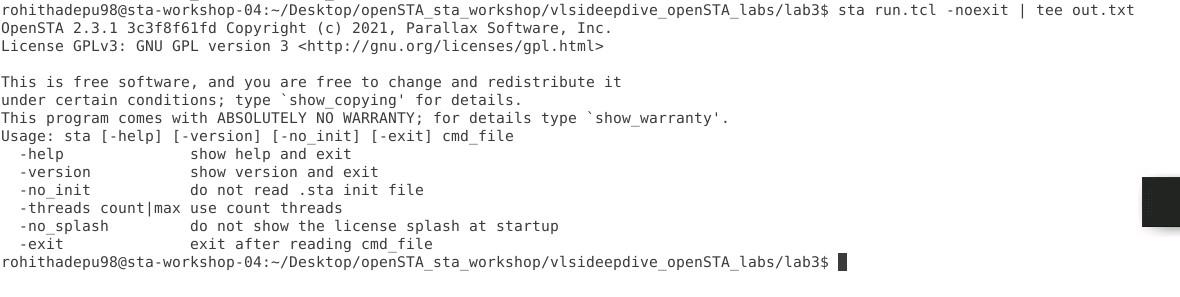 rohithadepu98@sta-workshop-04:~/Desktop/openSTA_sta_workshop/vlsideepdive_openSTA_labs/lab3$ sta run.tcl -noexit | tee out.txt
OpenSTA 2.3.1 3c3f8f61fd Copyright (c) 2021, Parallax Software, Inc.
License GPLv3: GNU GPL version 3 <http://gnu.org/licenses/gpl.html>

This is free software, and you are free to change and redistribute it
under certain conditions; type `show_copying' for details.
This program comes with ABSOLUTELY NO WARRANTY; for details type `show_warranty'.
Usage: sta [-help] [-version] [-no_init] [-exit] cmd_file
  -help              show help and exit
  -version           show version and exit
  -no_init           do not read .sta init file
  -threads count|max use count threads
  -no_splash         do not show the license splash at startup
  -exit              exit after reading cmd_file
rohithadepu98@sta-workshop-04:~/Desktop/openSTA_sta_workshop/vlsideepdive_openSTA_labs/lab3$